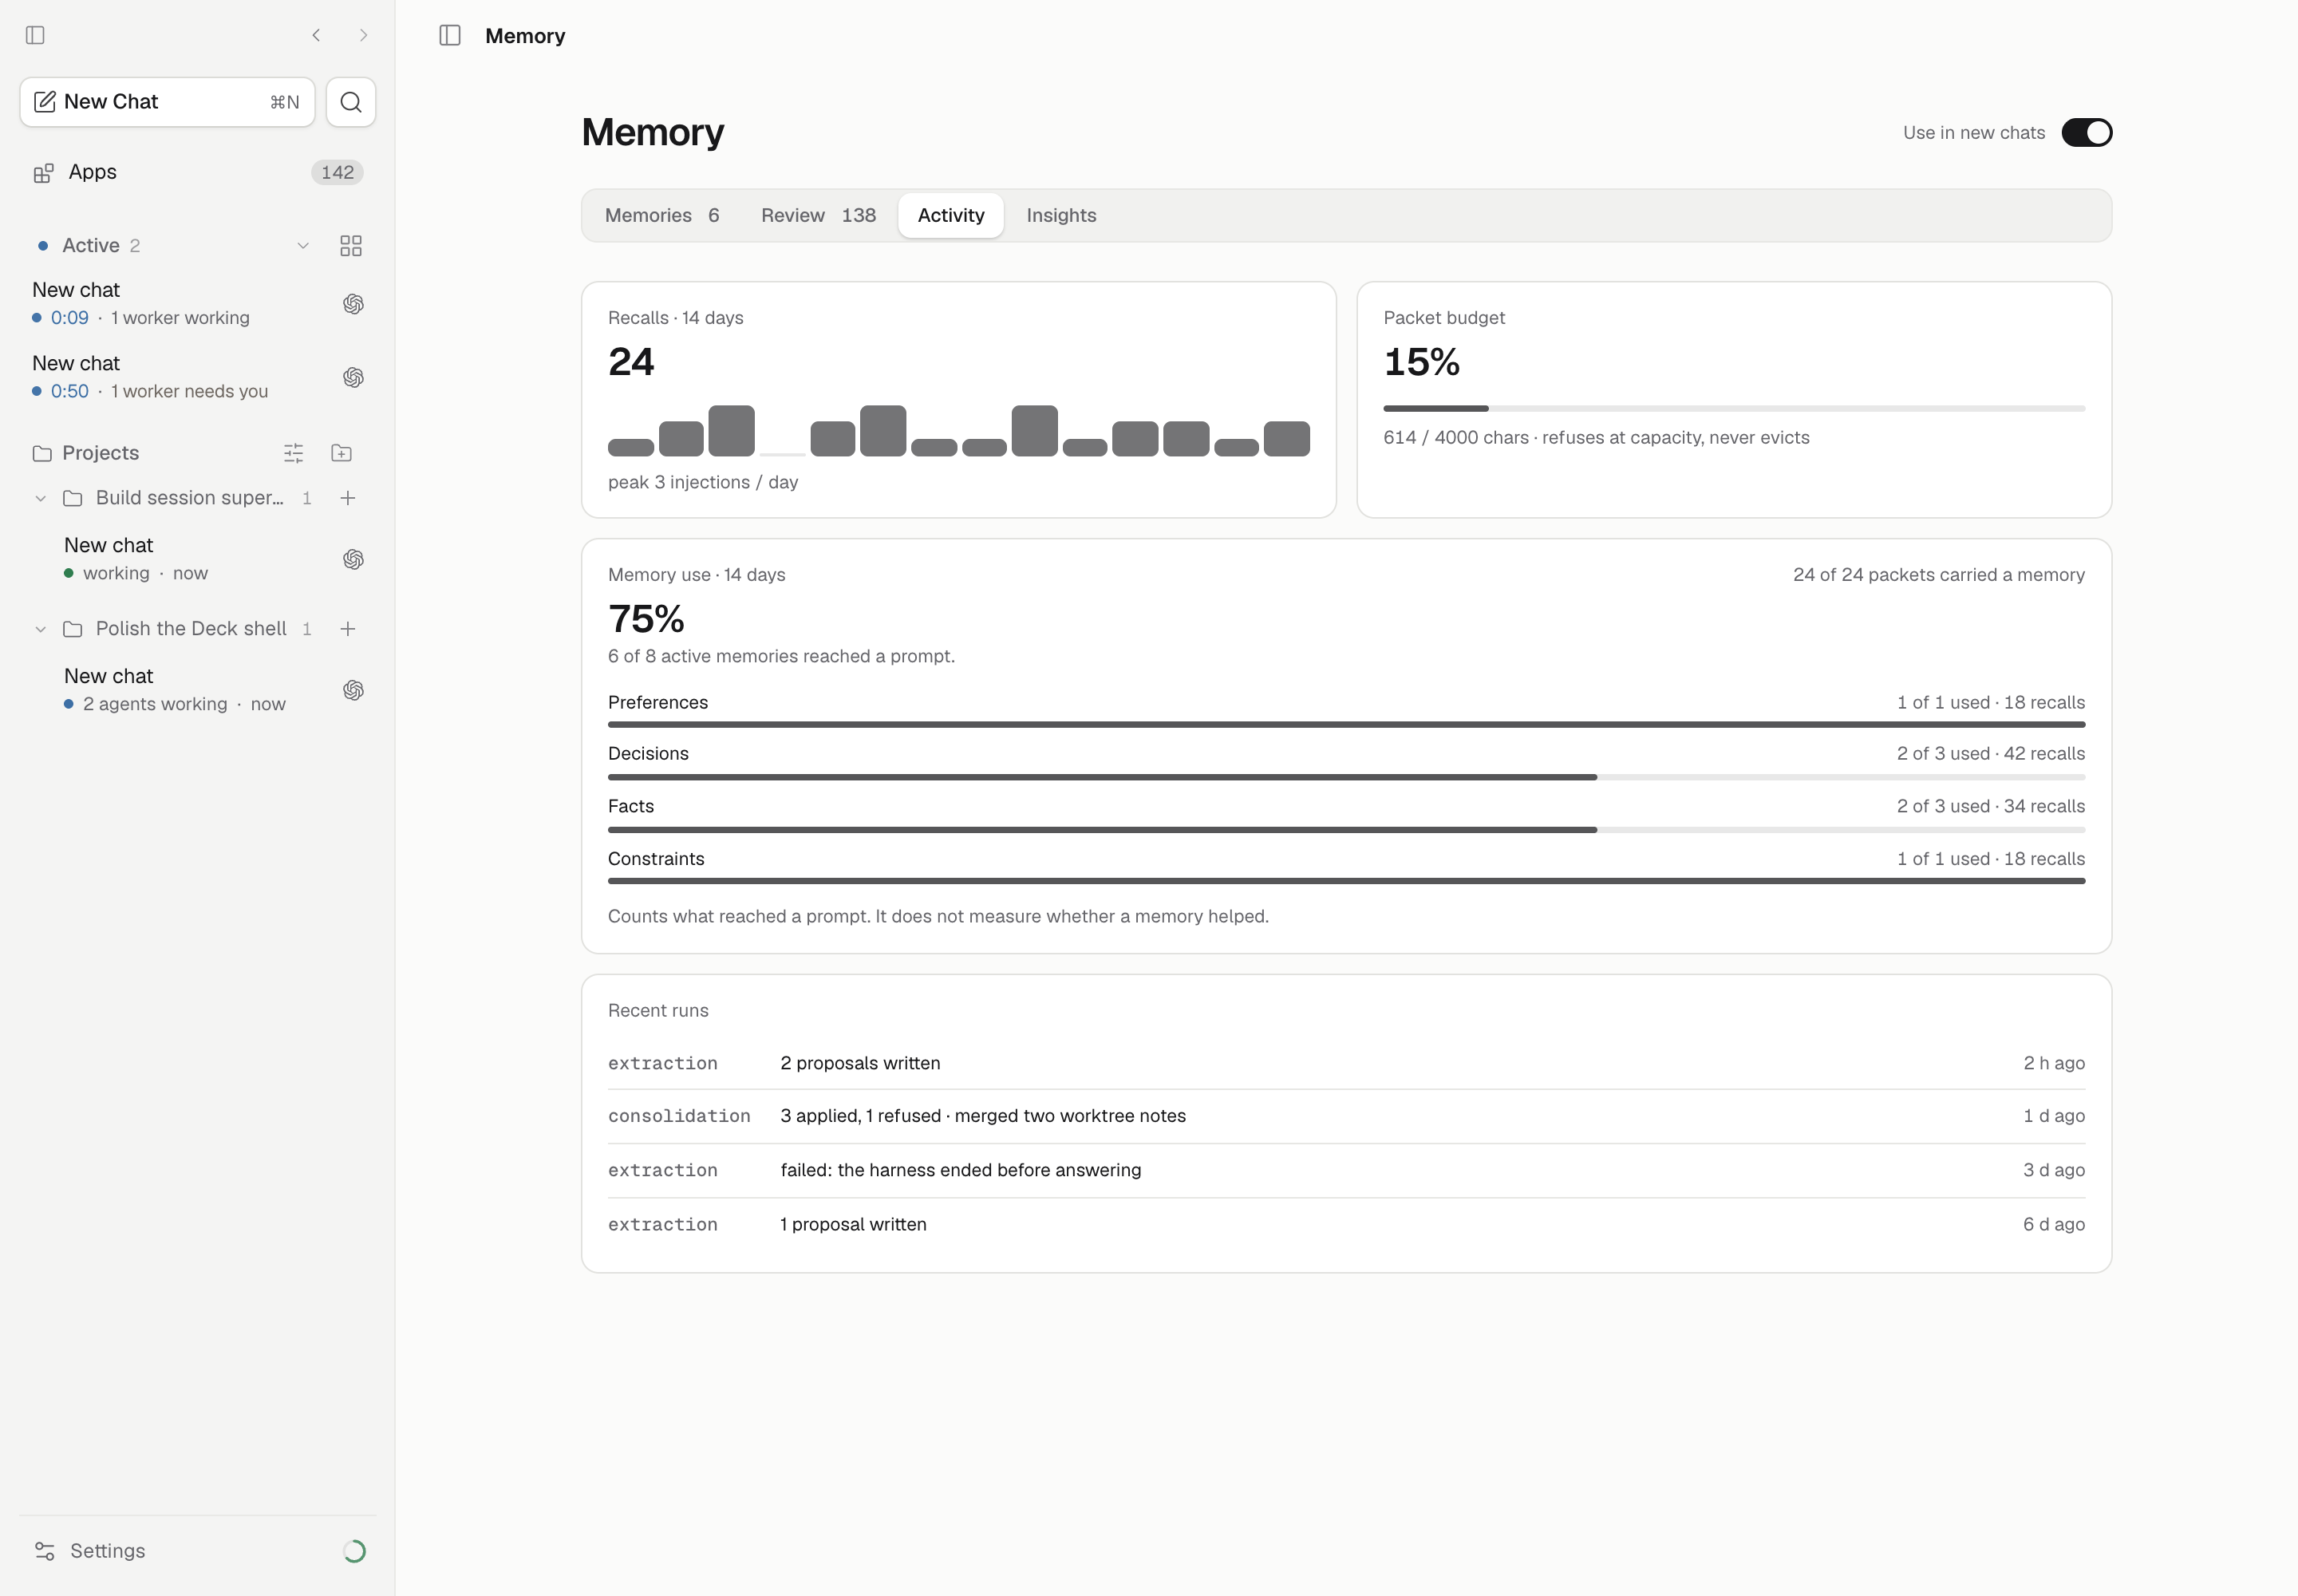 Memory
New Chat ⌘N
Apps 142
Active 2
New chat
0:09 · 1 worker working
New chat
0:50 · 1 worker needs you
Projects
Build session super... 1
New chat
working · now
Polish the Deck shell 1
New chat
2 agents working · now
Settings
Memory
Use in new chats
Memories 6 Review 138 Activity Insights
Recalls · 14 days
24
peak 3 injections / day
Packet budget
15%
614 / 4000 chars · refuses at capacity, never evicts
Memory use · 14 days
24 of 24 packets carried a memory
75%
6 of 8 active memories reached a prompt.
Preferences 1 of 1 used · 18 recalls
Decisions 2 of 3 used · 42 recalls
Facts 2 of 3 used · 34 recalls
Constraints 1 of 1 used · 18 recalls
Counts what reached a prompt. It does not measure whether a memory helped.
Recent runs
extraction 2 proposals written 2 h ago
consolidation 3 applied, 1 refused · merged two worktree notes 1 d ago
extraction failed: the harness ended before answering 3 d ago
extraction 1 proposal written 6 d ago